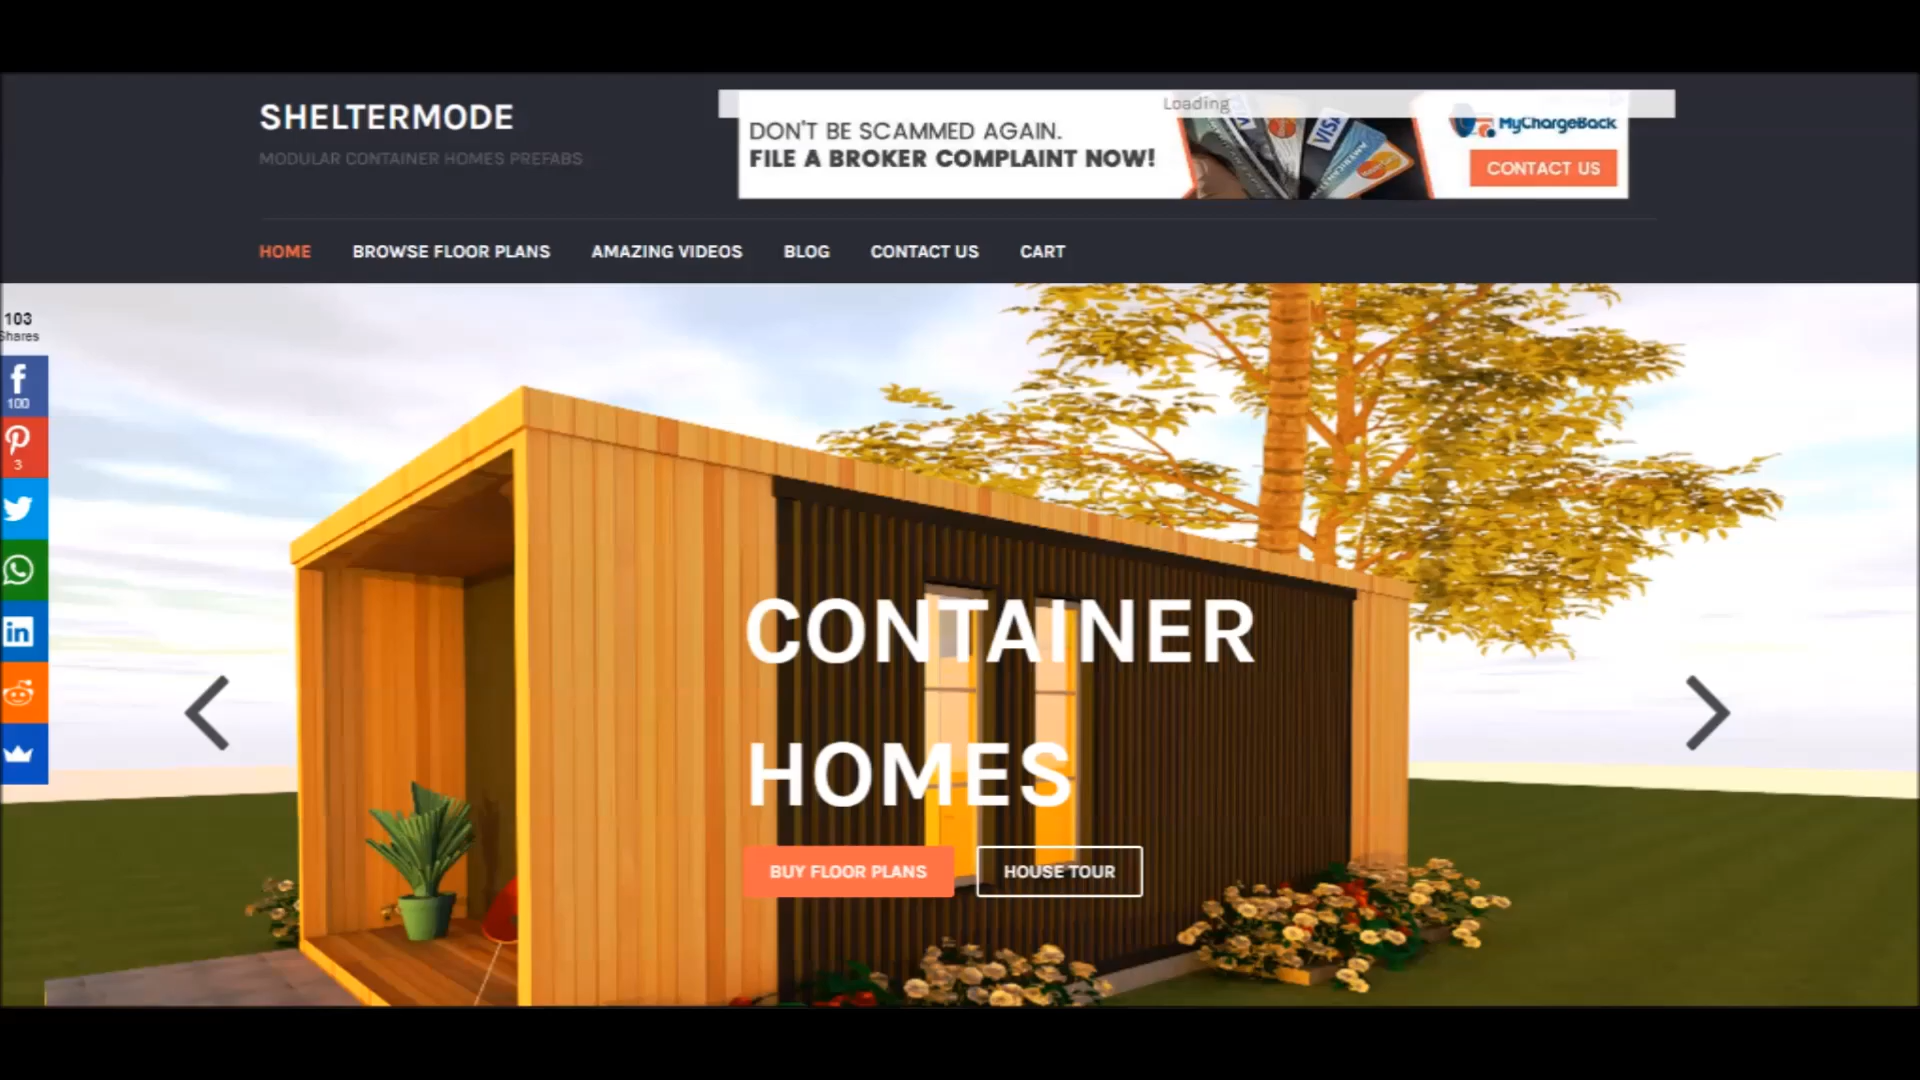 SHELTERMODE
MODULAR CONTAINER HOMES PREFABS
Loading
DON'T BE SCAMMED AGAIN.
FILE A BROKER COMPLAINT NOW!
VISA
MyChargeBack
CONTACT US
HOME BROWSE FLOOR PLANS AMAZING VIDEOS BLOG CONTACT US CART
103
Shares
100
3
CONTAINER
HOMES
BUY FLOOR PLANS HOUSE TOUR